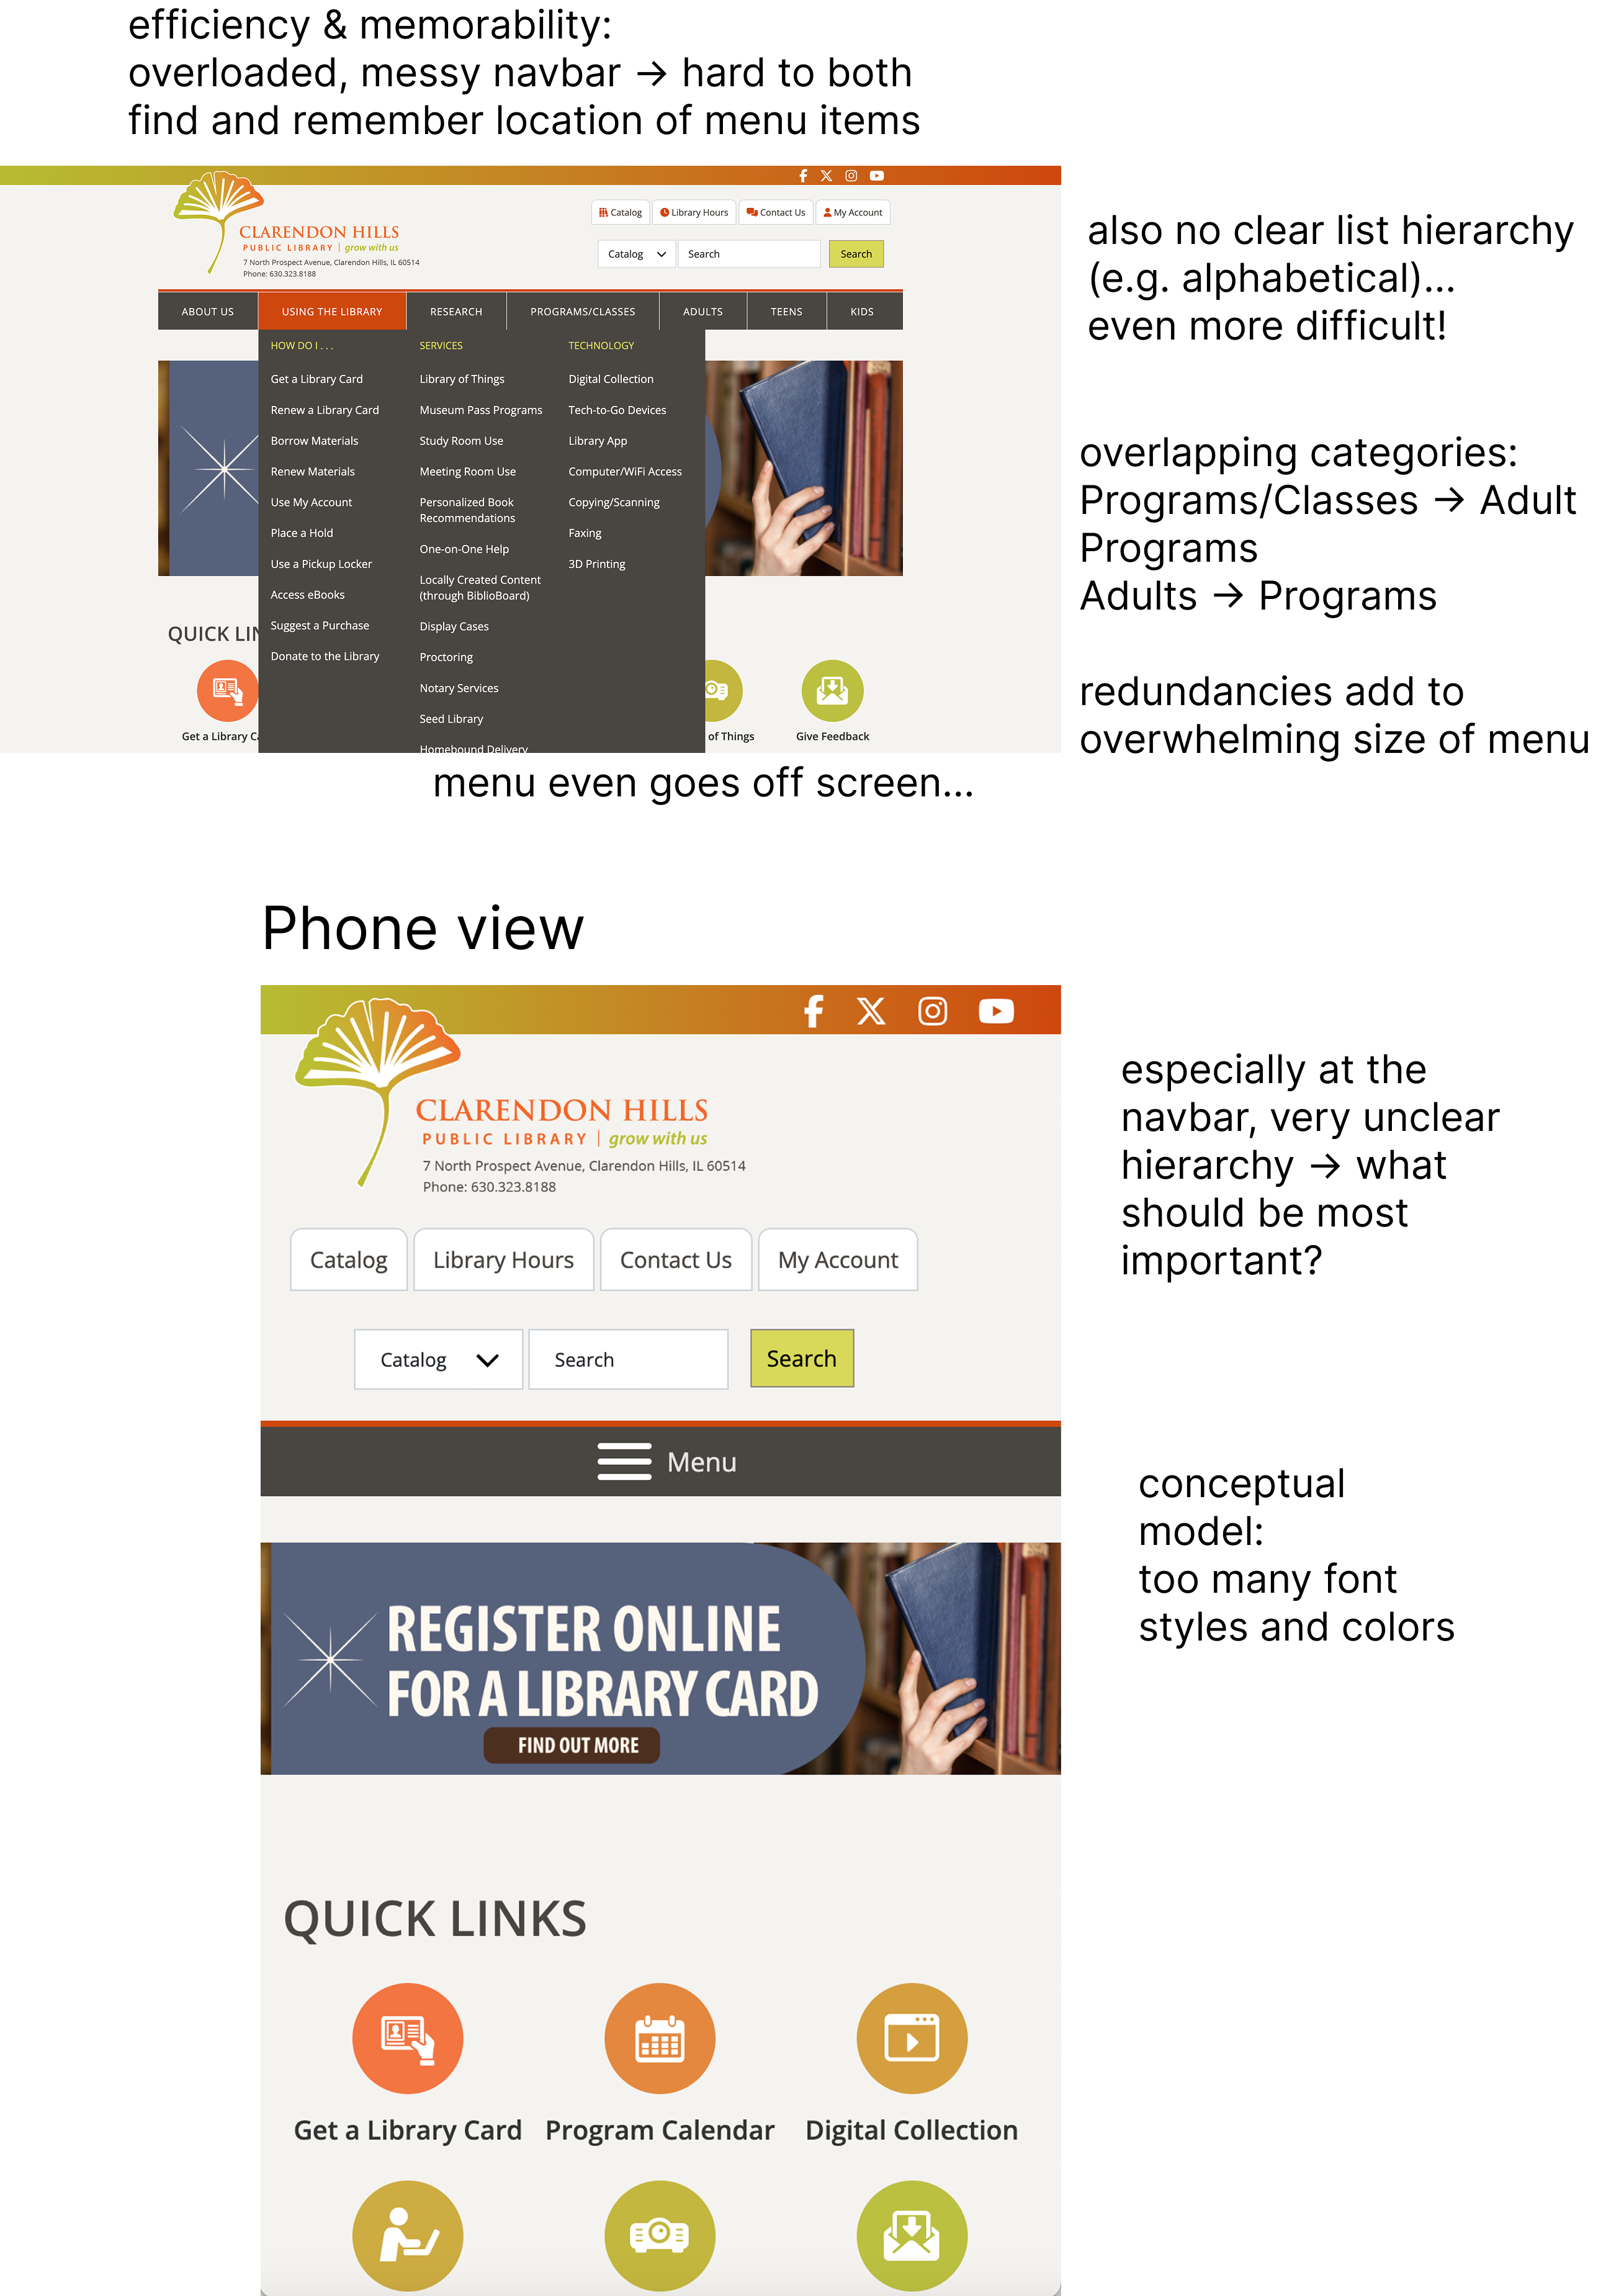 efficiency & memorability:
overloaded, messy navbar → hard to both
find and remember location of menu items
CLARENDON HILLS
PUBLIC LIBRARY | grow with us
7 North Prospect Avenue, Clarendon Hills, IL 60514
Phone: 630.323.8188
Catalog Library Hours Contact Us My Account
Catalog Search Search
ABOUT US USING THE LIBRARY RESEARCH PROGRAMS/CLASSES ADULTS TEENS KIDS
HOW DO I . . .
Get a Library Card
Renew a Library Card
Borrow Materials
Renew Materials
Use My Account
Place a Hold
Use a Pickup Locker
Access eBooks
Suggest a Purchase
Donate to the Library
SERVICES
Library of Things
Museum Pass Programs
Study Room Use
Meeting Room Use
Personalized Book
Recommendations
One-on-One Help
Locally Created Content
(through BiblioBoard)
Display Cases
Proctoring
Notary Services
Seed Library
Homebound Delivery
TECHNOLOGY
Digital Collection
Tech-to-Go Devices
Library App
Computer/WiFi Access
Copying/Scanning
Faxing
3D Printing
QUICK LIN
Get a Library Ca
of Things
Give Feedback
also no clear list hierarchy
(e.g. alphabetical)...
even more difficult!
overlapping categories:
Programs/Classes → Adult
Programs
Adults → Programs
redundancies add to
overwhelming size of menu
menu even goes off screen...
Phone view
CLARENDON HILLS
PUBLIC LIBRARY | grow with us
7 North Prospect Avenue, Clarendon Hills, IL 60514
Phone: 630.323.8188
Catalog Library Hours Contact Us My Account
Catalog Search Search
Menu
REGISTER ONLINE
FOR A LIBRARY CARD
FIND OUT MORE
QUICK LINKS
Get a Library Card Program Calendar Digital Collection
especially at the
navbar, very unclear
hierarchy → what
should be most
important?
conceptual
model:
too many font
styles and colors